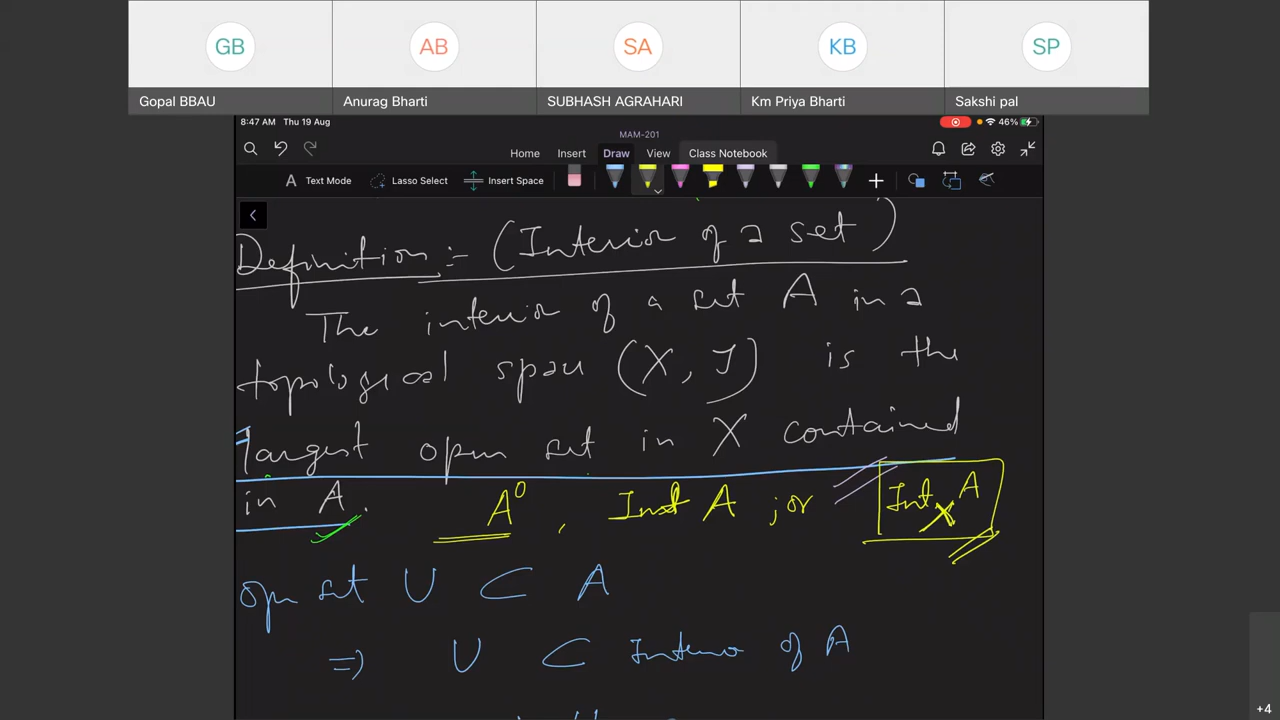 GB AB SA KB SP
Gopal BBAU Anurag Bharti SUBHASH AGRAHARI Km Priya Bharti Sakshi pal
8:47 AM Thu 19 Aug 46%
MAM-201
Home Insert Draw View Class Notebook
A Text Mode Lasso Select Insert Space
Definition :- (Interior of a set)
The interior of a set A in a
topological space (X, J) is the
largest open set in X contained
in A. A⁰, Inst A ; or Int_X A
open set U ⊂ A
⇒ U ⊂ Interior of A
+4